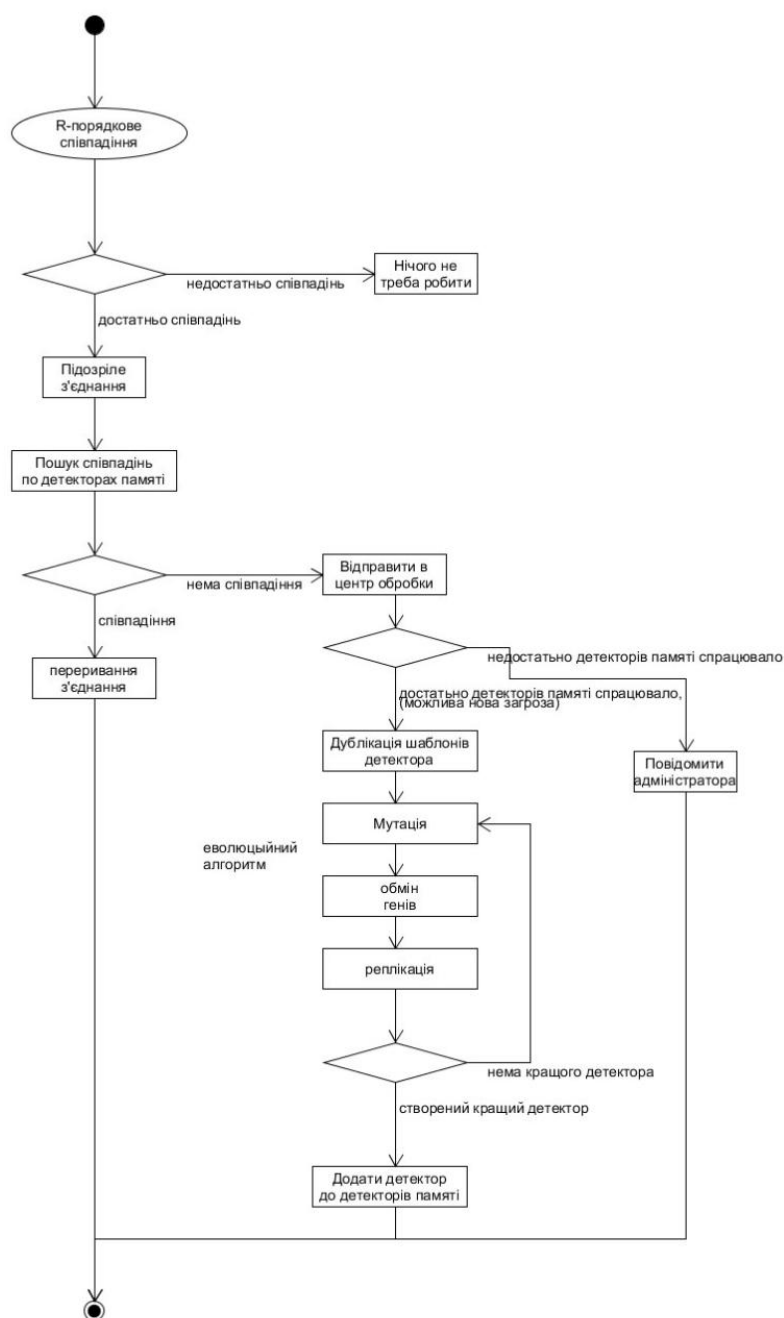 R-порядкове
співпадіння
недостатньо співпадінь
Нічого не
треба робити
достатньо співпадінь
Підозріле
з'єднання
Пошук співпадінь
по детекторах памяті
нема співпадіння
Відправити в
центр обробки
співпадіння
переривання
з'єднання
недостатьно детекторів памяті спрацювало
достатьно детекторів памяті спрацювало,
(можлива нова загроза)
Дублікація шаблонів
детектора
Повідомити
адміністратора
Мутація
еволюцыйний
алгоритм
обмін
генів
реплікація
нема кращого детектора
створений кращий детектор
Додати детектор
до детекторів памяті